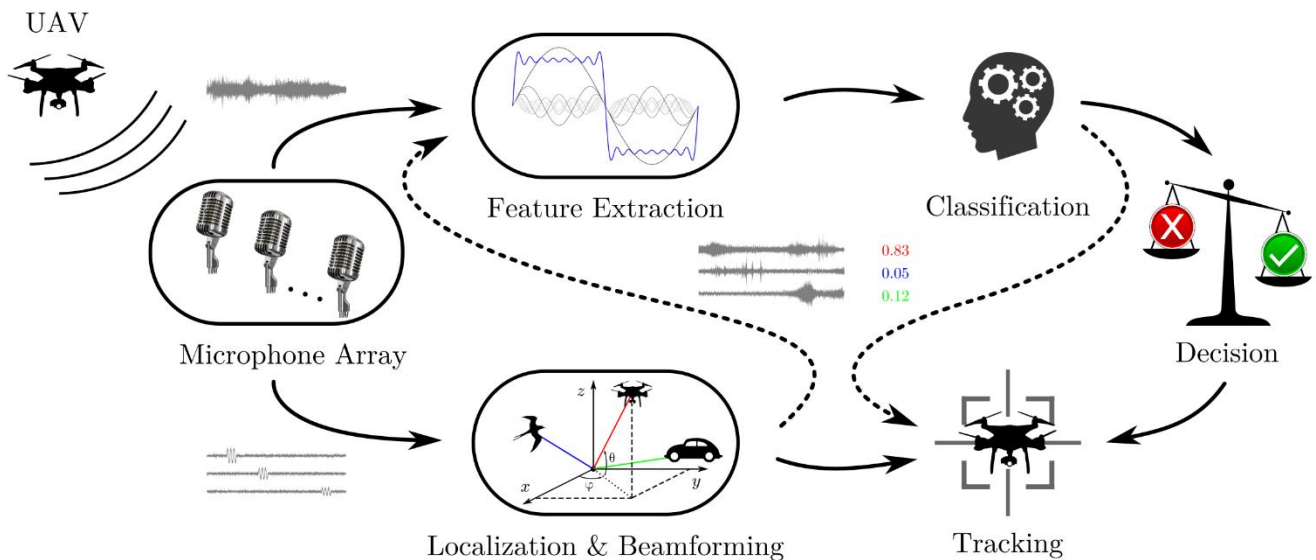 UAV
Feature Extraction
Classification
0.83
0.05
0.12
Microphone Array
Decision
z
θ
x
φ
y
Localization & Beamforming
Tracking